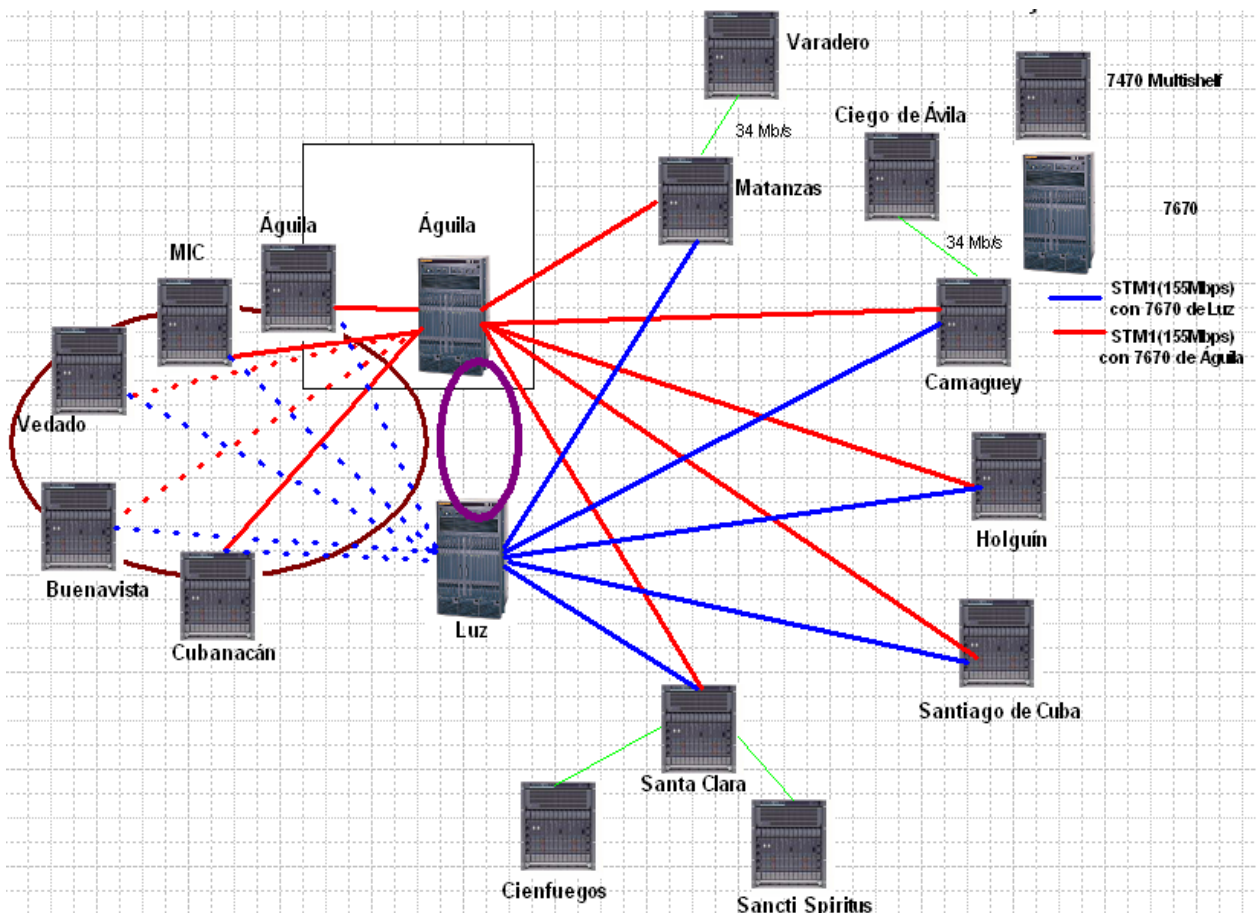 Varadero
7470 Multishelf
Ciego de Ávila
34 Mb/s
Matanzas
Águila
Águila
7670
MIC
34 Mb/s
STM1(155Mbps)
con 7670 de Luz
STM1(155Mbps)
con 7670 de Águila
Camaguey
Vedado
Holguín
Buenavista
Luz
Cubanacán
Santiago de Cuba
Santa Clara
Cienfuegos
Sancti Spiritus